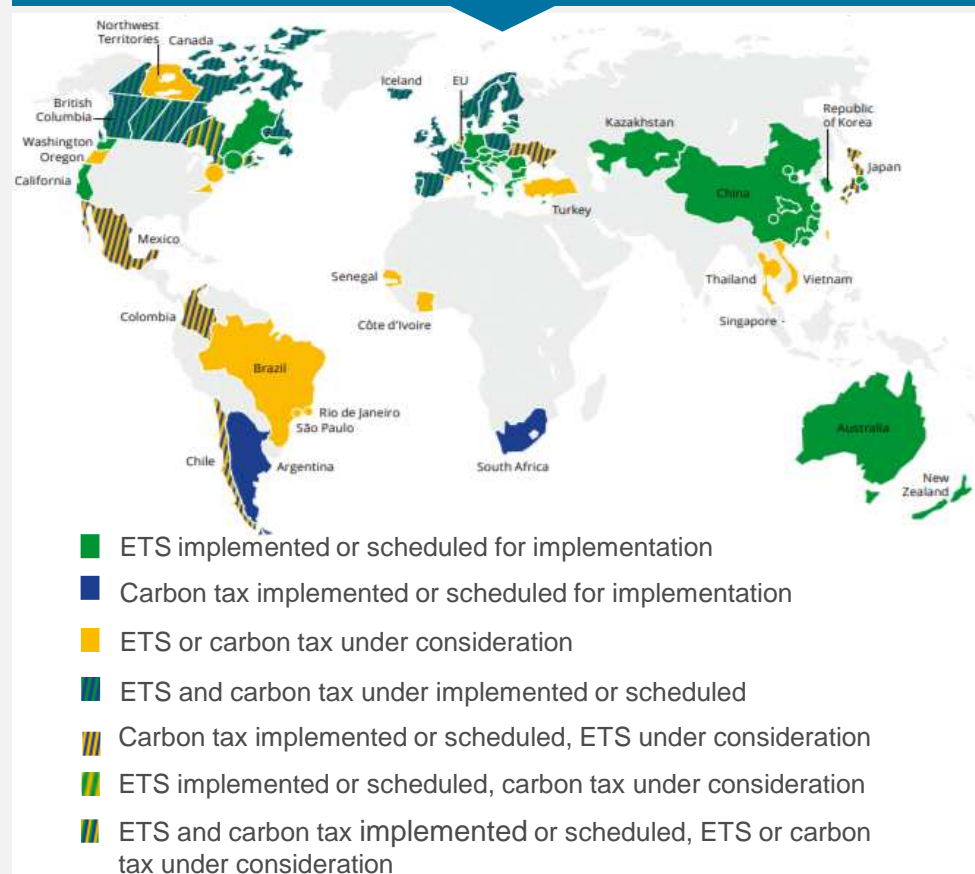 Northwest
Territories Canada
Iceland
EU
British
Columbia
Kazakhstan
Republic
of Korea
Washington
Oregon
California
Japan
China
Turkey
Mexico
Senegal
Thailand
Vietnam
Colombia
Côte d'Ivoire
Singapore
Brazil
Rio de Janeiro
São Paulo
Australia
Chile
Argentina
South Africa
New
Zealand
ETS implemented or scheduled for implementation
Carbon tax implemented or scheduled for implementation
ETS or carbon tax under consideration
ETS and carbon tax under implemented or scheduled
Carbon tax implemented or scheduled, ETS under consideration
ETS implemented or scheduled, carbon tax under consideration
ETS and carbon tax implemented or scheduled, ETS or carbon
tax under consideration